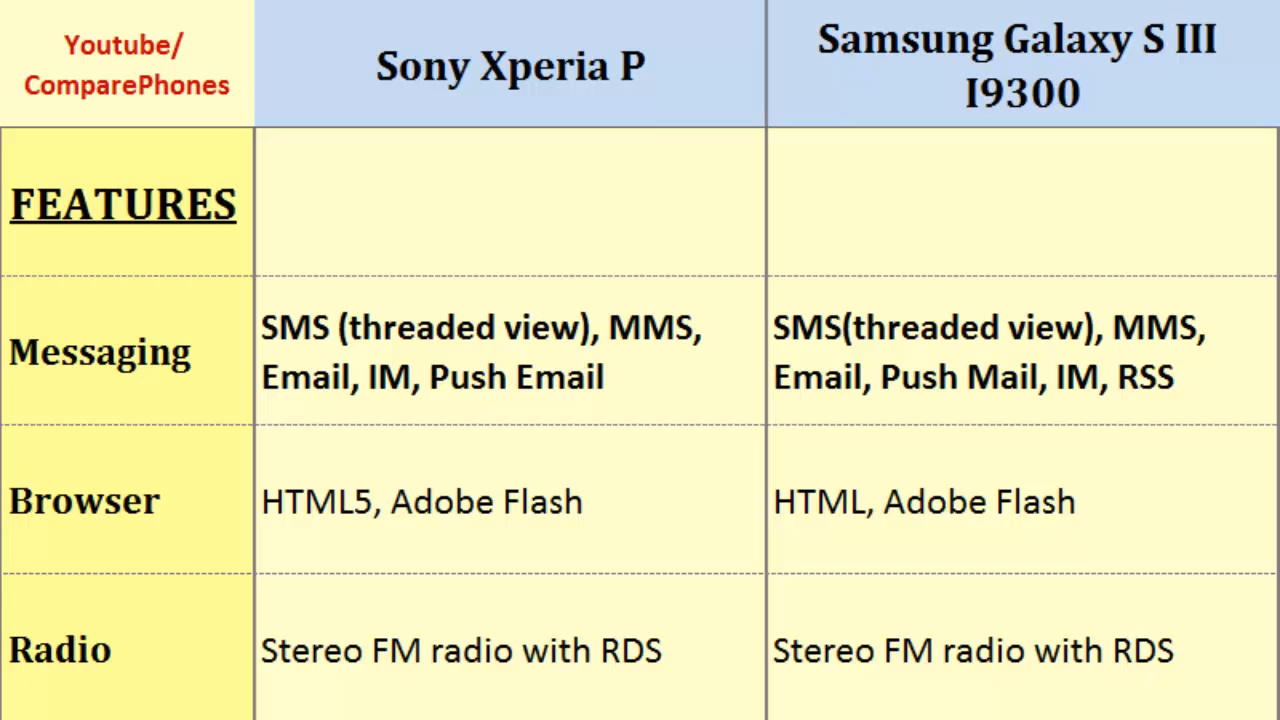 Youtube/
ComparePhones
Sony Xperia P
Samsung Galaxy S III
I9300
FEATURES
Messaging
SMS (threaded view), MMS,
Email, IM, Push Email
SMS(threaded view), MMS,
Email, Push Mail, IM, RSS
Browser
HTML5, Adobe Flash
HTML, Adobe Flash
Radio
Stereo FM radio with RDS
Stereo FM radio with RDS